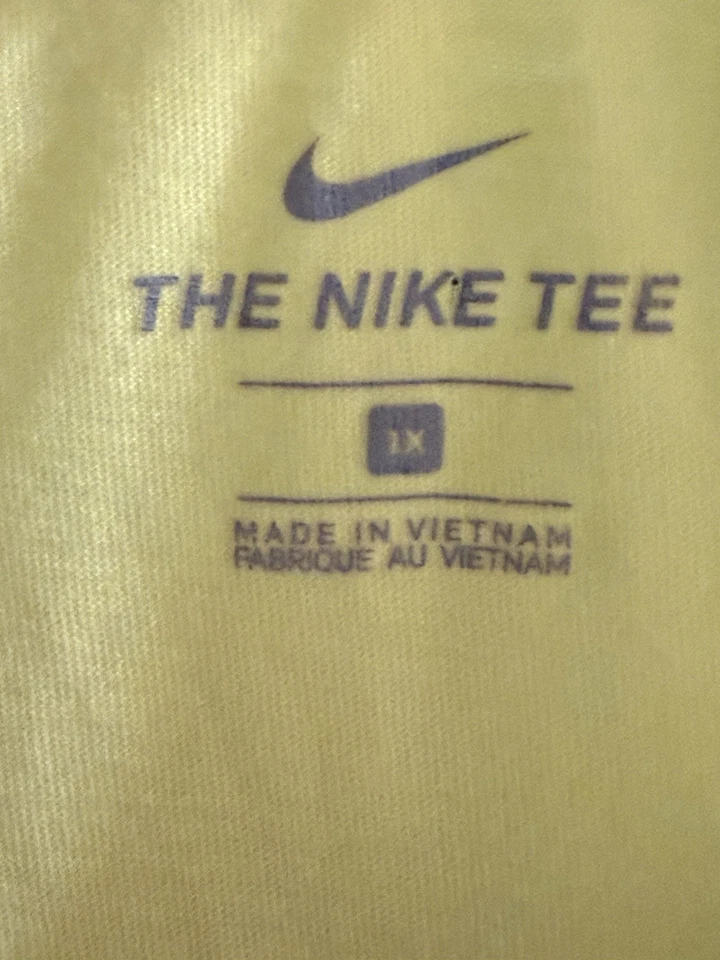 THE NIKE TEE
1X
MADE IN VIETNAM
FABRIQUE AU VIETNAM